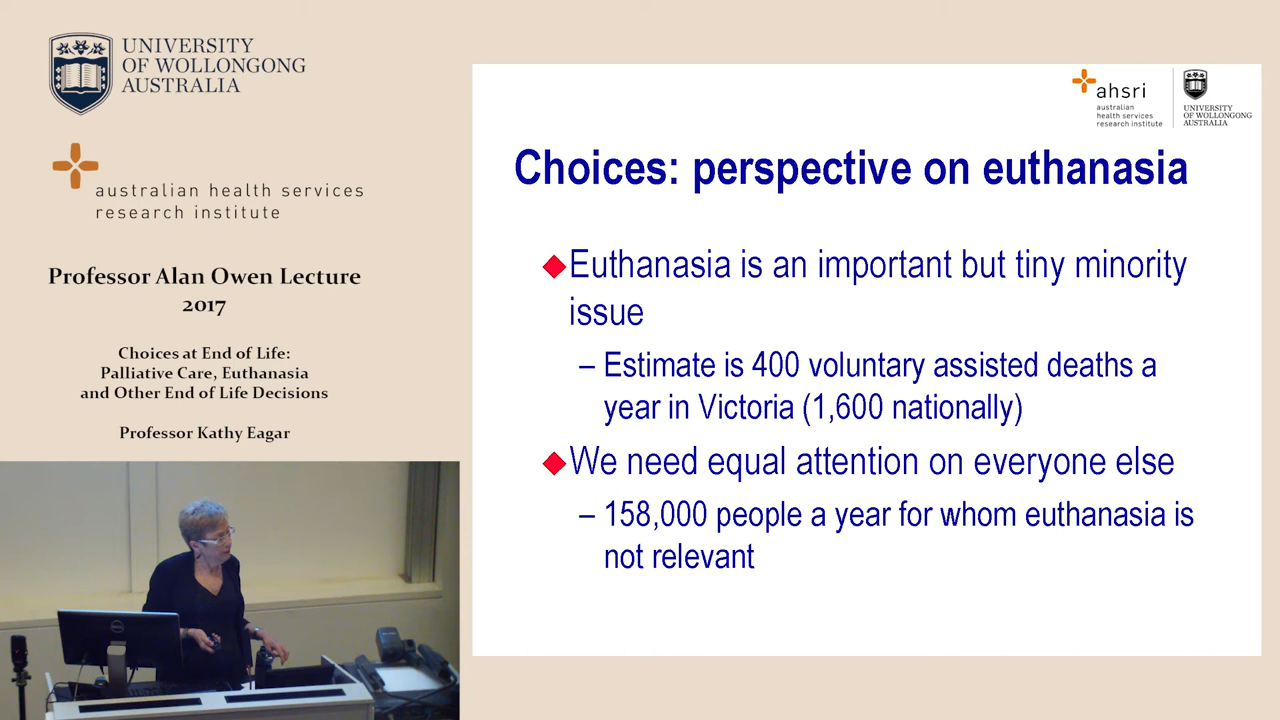 UNIVERSITY
OF WOLLONGONG
AUSTRALIA
australian health services
research institute
Professor Alan Owen Lecture
2017
Choices at End of Life:
Palliative Care, Euthanasia
and Other End of Life Decisions
Professor Kathy Eagar
DELL
ahsri
australian
health services
research institute
UNIVERSITY
OF WOLLONGONG
AUSTRALIA
Choices: perspective on euthanasia
Euthanasia is an important but tiny minority
issue
– Estimate is 400 voluntary assisted deaths a
year in Victoria (1,600 nationally)
We need equal attention on everyone else
– 158,000 people a year for whom euthanasia is
not relevant